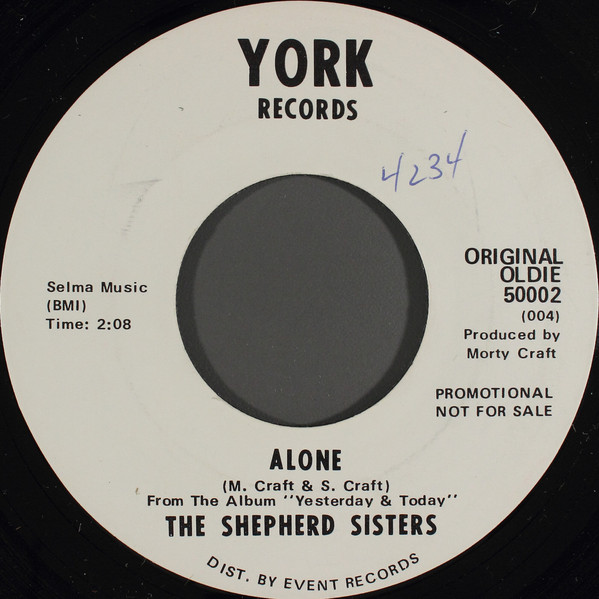 YORK
RECORDS
4234
Selma Music
(BMI)
Time: 2:08
ORIGINAL
OLDIE
50002
(004)
Produced by
Morty Craft
PROMOTIONAL
NOT FOR SALE
ALONE
(M. Craft & S. Craft)
From The Album "Yesterday & Today"
THE SHEPHERD SISTERS
DIST. BY EVENT RECORDS